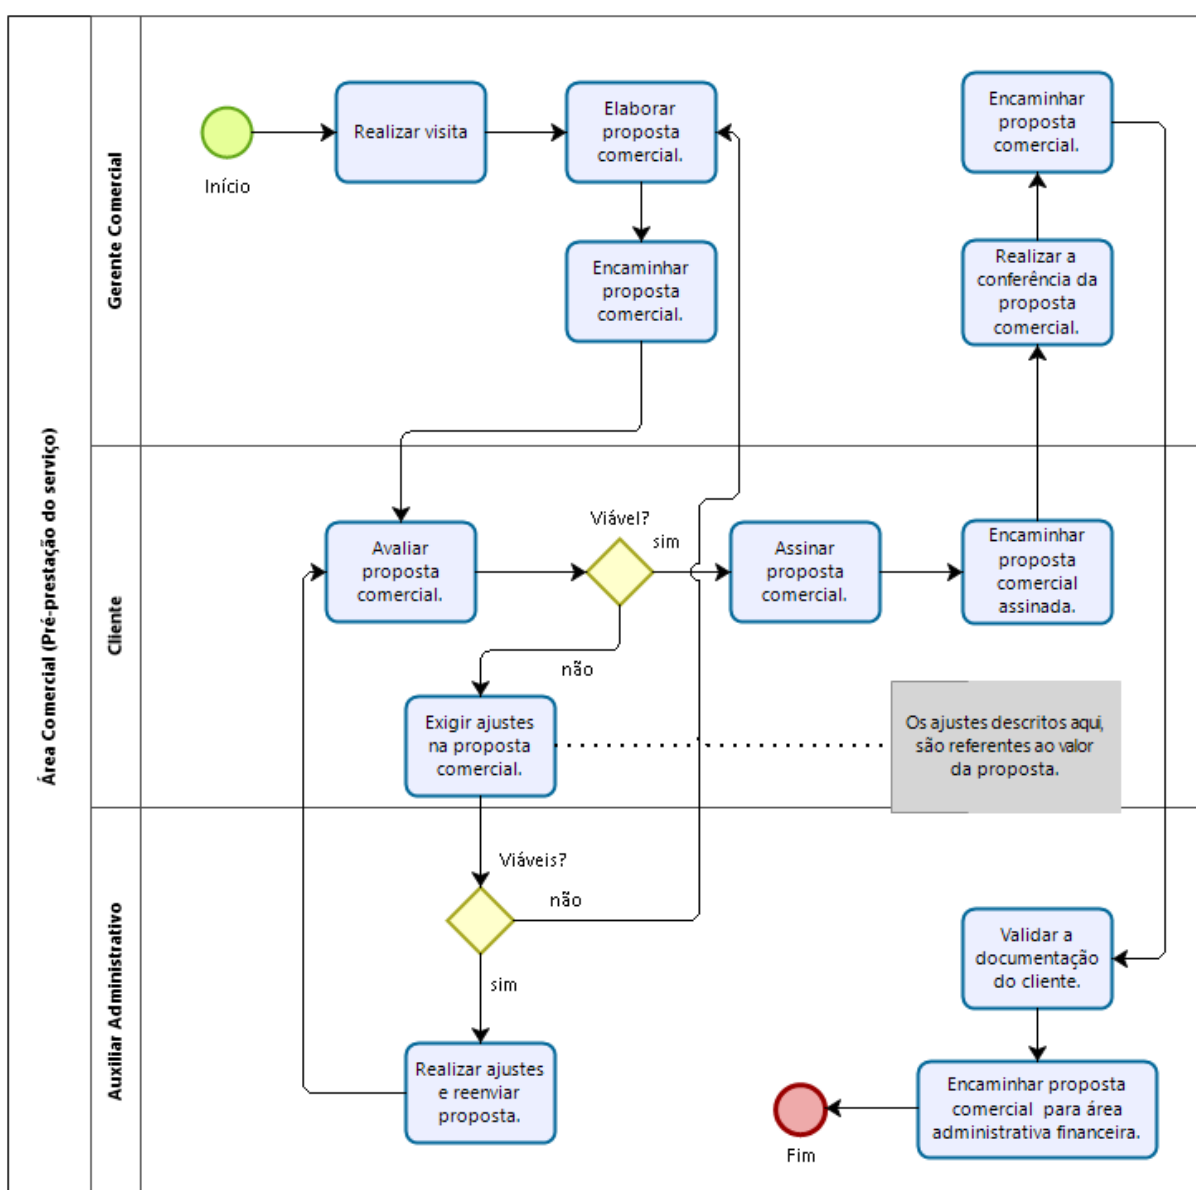 Área Comercial (Pré-prestação do serviço)
Gerente Comercial
Início
Realizar visita
Elaborar
proposta
comercial.
Encaminhar
proposta
comercial.
Encaminhar
proposta
comercial.
Realizar a
conferência da
proposta
comercial.
Cliente
Avaliar
proposta
comercial.
Viável?
sim
não
Assinar
proposta
comercial.
Encaminhar
proposta
comercial
assinada.
Exigir ajustes
na proposta
comercial.
Os ajustes descritos aqui,
são referentes ao valor
da proposta.
Auxiliar Administrativo
Viáveis?
não
sim
Realizar ajustes
e reenviar
proposta.
Validar a
documentação
do cliente.
Encaminhar proposta
comercial para área
administrativa financeira.
Fim